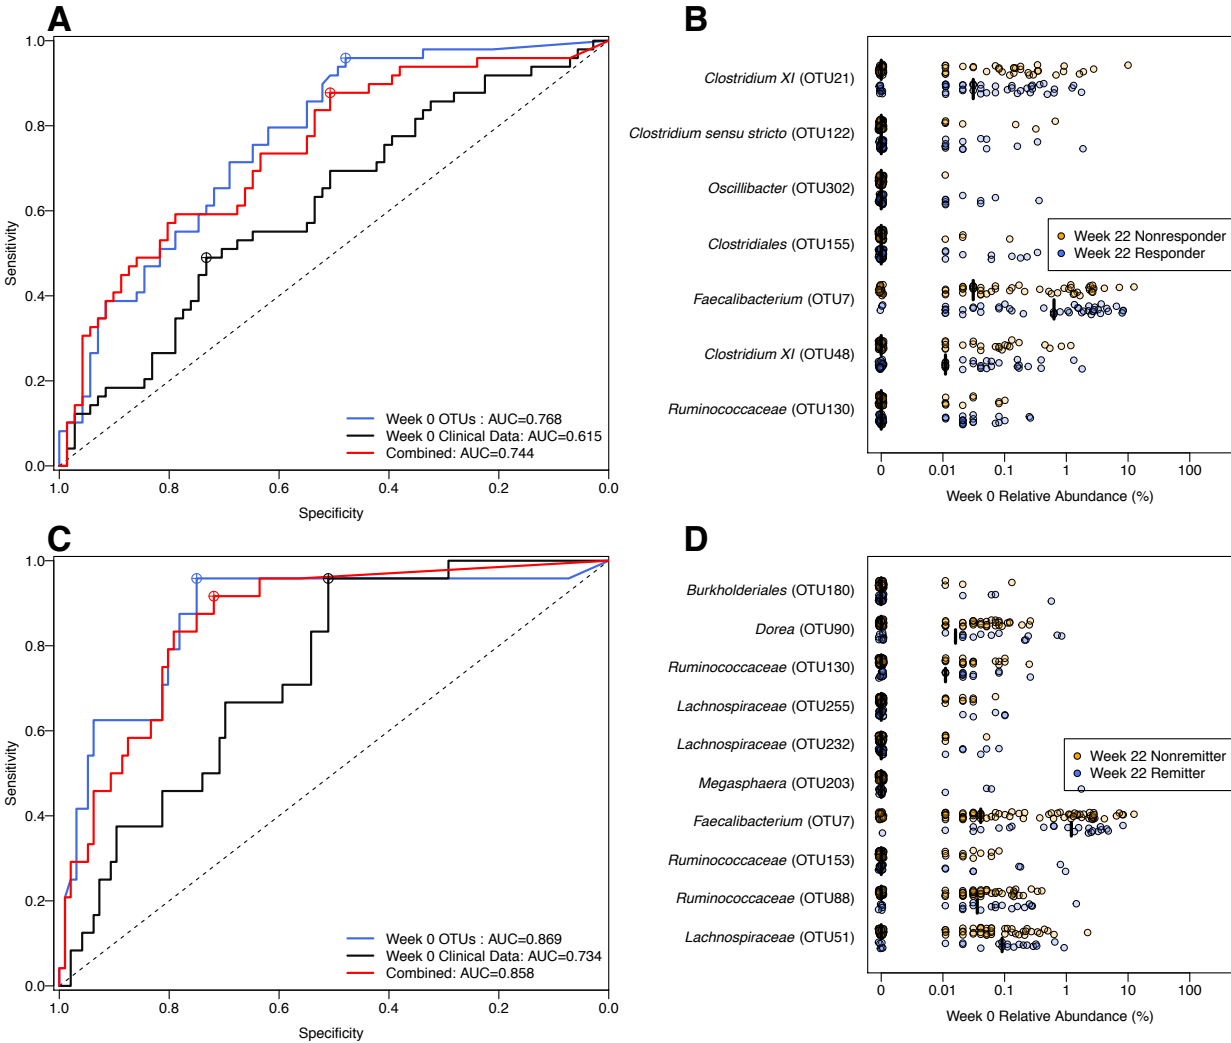 A
1.0
0.8
0.6
0.4
0.2
0.0
Sensitivity
Week 0 OTUs : AUC=0.768
Week 0 Clinical Data: AUC=0.615
Combined: AUC=0.744
1.0 0.8 0.6 0.4 0.2 0.0
Specificity
B
Clostridium XI (OTU21)
Clostridium sensu stricto (OTU122)
Oscillibacter (OTU302)
Clostridiales (OTU155)
Faecalibacterium (OTU7)
Clostridium XI (OTU48)
Ruminococcaceae (OTU130)
Week 22 Nonresponder
Week 22 Responder
0 0.01 0.1 1 10 100
Week 0 Relative Abundance (%)
C
1.0
0.8
0.6
0.4
0.2
0.0
Sensitivity
Week 0 OTUs : AUC=0.869
Week 0 Clinical Data: AUC=0.734
Combined: AUC=0.858
1.0 0.8 0.6 0.4 0.2 0.0
Specificity
D
Burkholderiales (OTU180)
Dorea (OTU90)
Ruminococcaceae (OTU130)
Lachnospiraceae (OTU255)
Lachnospiraceae (OTU232)
Megasphaera (OTU203)
Faecalibacterium (OTU7)
Ruminococcaceae (OTU153)
Ruminococcaceae (OTU88)
Lachnospiraceae (OTU51)
Week 22 Nonremitter
Week 22 Remitter
0 0.01 0.1 1 10 100
Week 0 Relative Abundance (%)